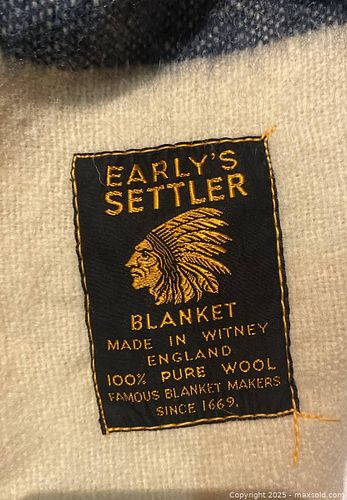 EARLY'S
SETTLER
BLANKET
MADE IN WITNEY
ENGLAND
100% PURE WOOL
FAMOUS BLANKET MAKERS
SINCE 1669.
Copyright © 2025 - maxsold.com